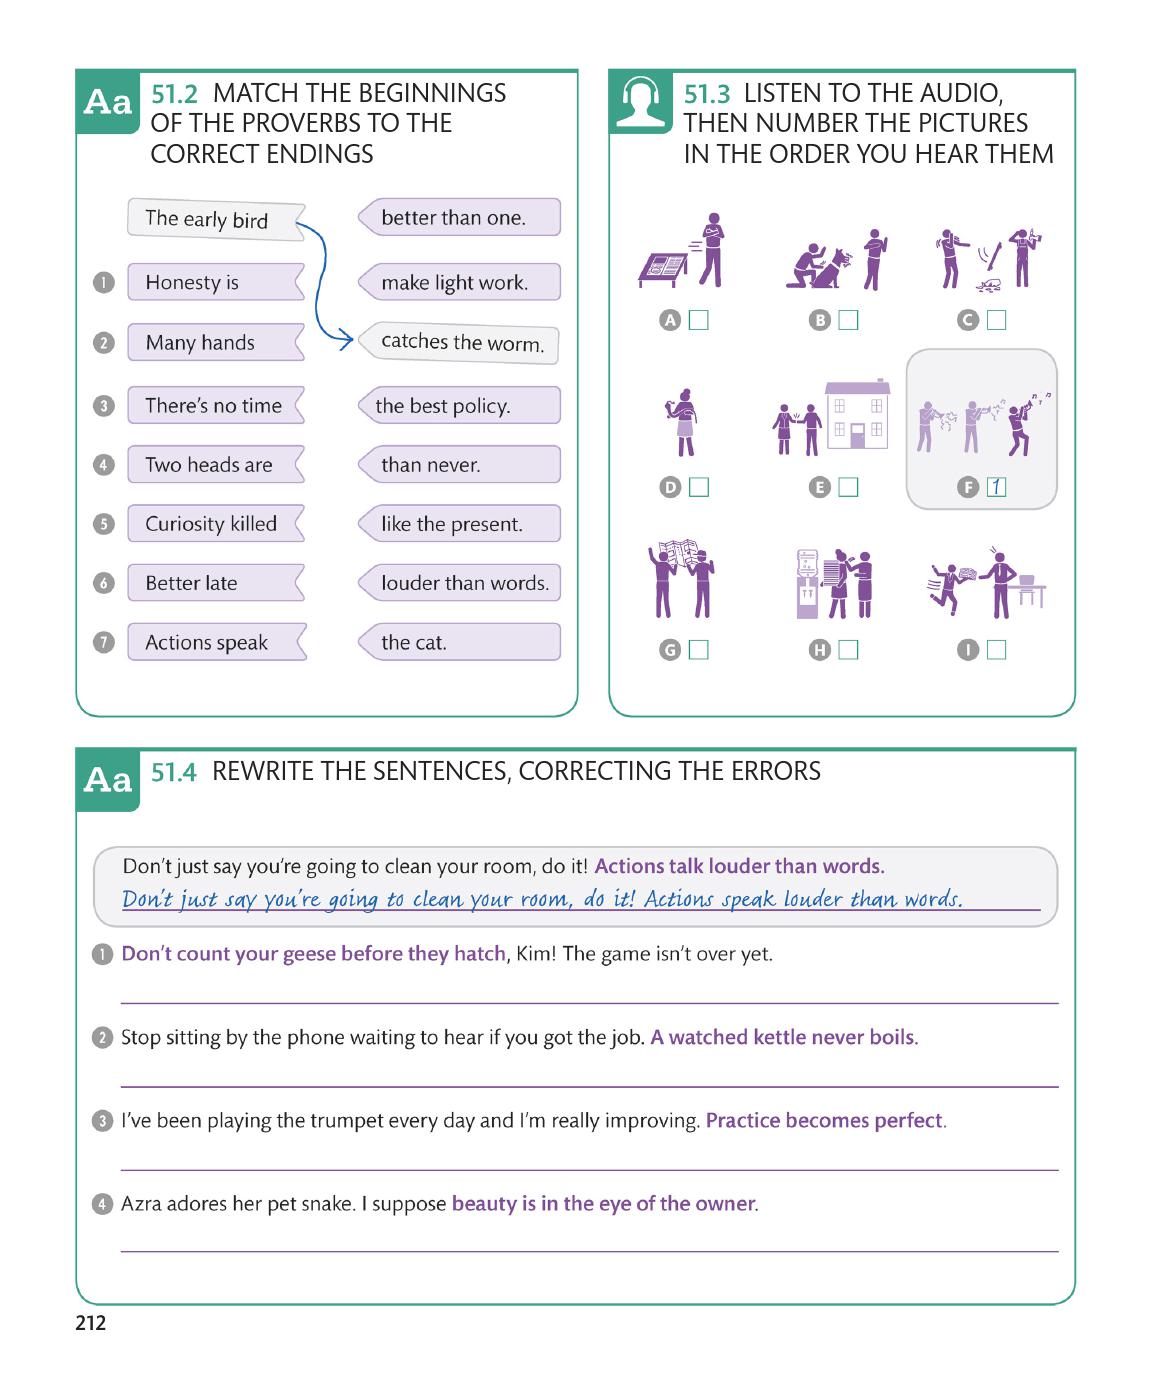 Aa
51.2 MATCH THE BEGINNINGS
OF THE PROVERBS TO THE
CORRECT ENDINGS
The early bird
better than one.
1 Honesty is
make light work.
2 Many hands
catches the worm.
3 There's no time
the best policy.
4 Two heads are
than never.
5 Curiosity killed
like the present.
6 Better late
louder than words.
7 Actions speak
the cat.
51.3 LISTEN TO THE AUDIO,
THEN NUMBER THE PICTURES
IN THE ORDER YOU HEAR THEM
A
B
C
D
E
F 1
G
H
I
Aa
51.4 REWRITE THE SENTENCES, CORRECTING THE ERRORS
Don't just say you're going to clean your room, do it! Actions talk louder than words.
Don't just say you're going to clean your room, do it! Actions speak louder than words.
1 Don't count your geese before they hatch, Kim! The game isn't over yet.
2 Stop sitting by the phone waiting to hear if you got the job. A watched kettle never boils.
3 I've been playing the trumpet every day and I'm really improving. Practice becomes perfect.
4 Azra adores her pet snake. I suppose beauty is in the eye of the owner.
212